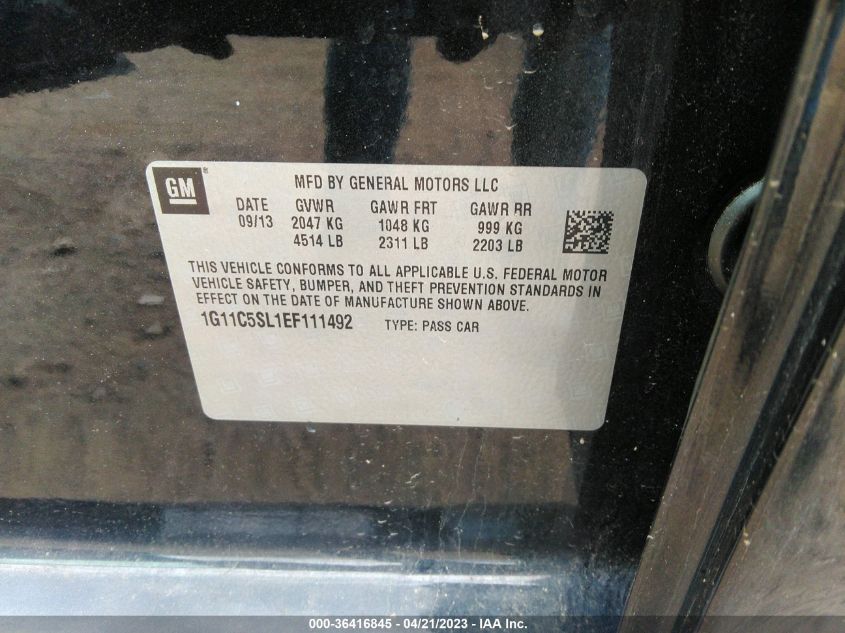 GM ®
MFD BY GENERAL MOTORS LLC
DATE GVWR GAWR FRT GAWR RR
09/13 2047 KG 1048 KG 999 KG
4514 LB 2311 LB 2203 LB
THIS VEHICLE CONFORMS TO ALL APPLICABLE U.S. FEDERAL MOTOR
VEHICLE SAFETY, BUMPER, AND THEFT PREVENTION STANDARDS IN
EFFECT ON THE DATE OF MANUFACTURE SHOWN ABOVE.
1G11C5SL1EF111492 TYPE: PASS CAR
000-36416845 / 04/21/2023 — IAA Inc.